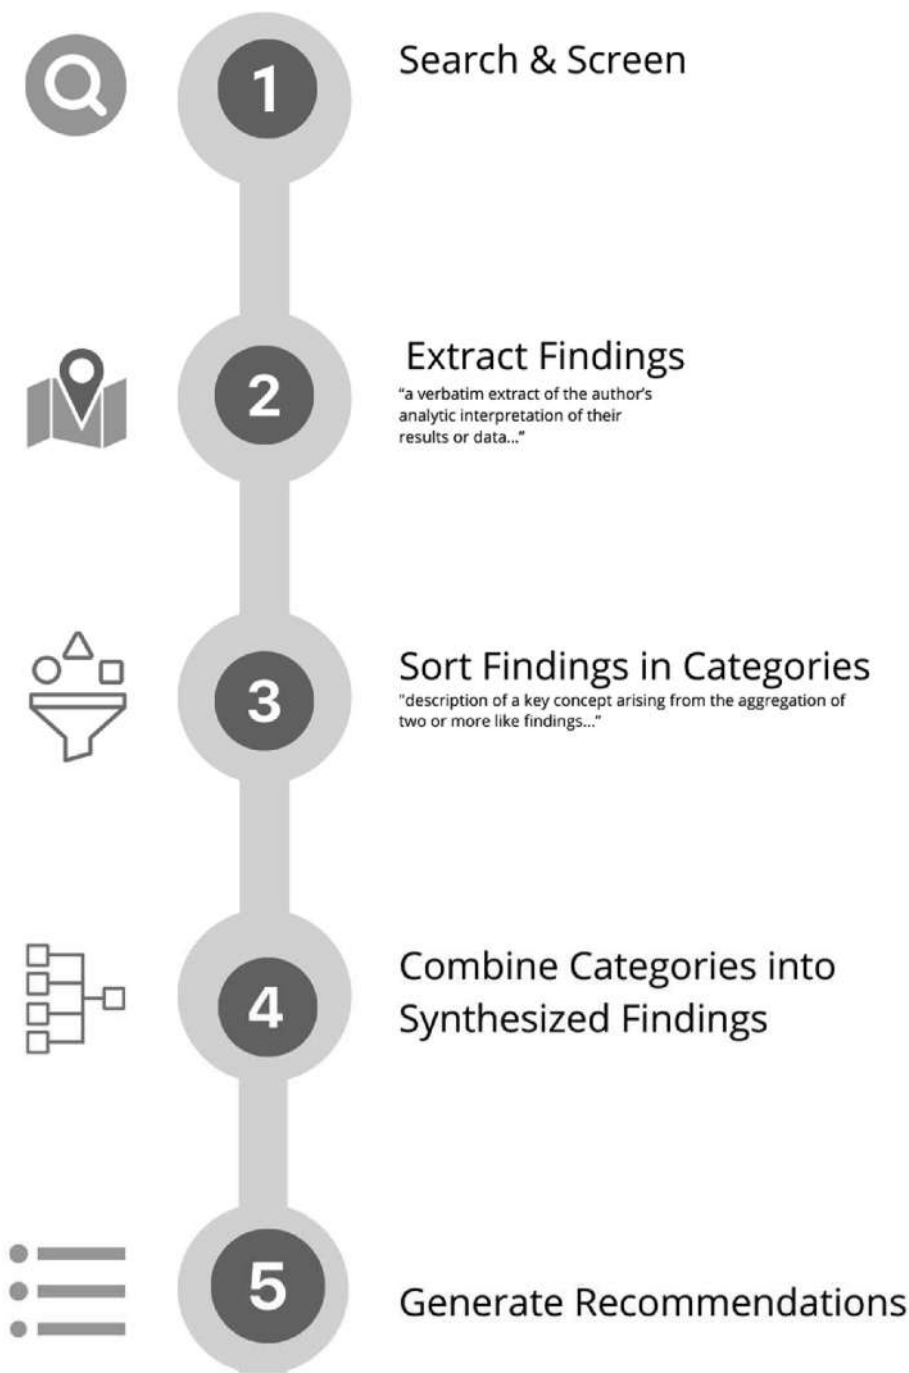 1
Search & Screen
2
Extract Findings
“a verbatim extract of the author’s
analytic interpretation of their
results or data...”
3
Sort Findings in Categories
"description of a key concept arising from the aggregation of
two or more like findings...”
4
Combine Categories into
Synthesized Findings
5
Generate Recommendations